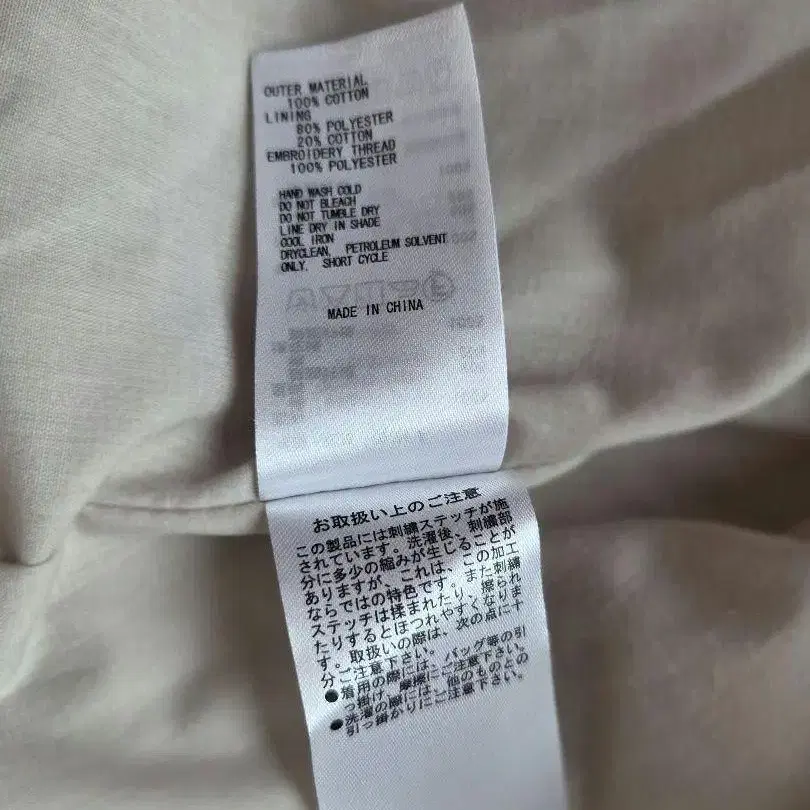 OUTER MATERIAL
100% COTTON
LINING
80% POLYESTER
20% COTTON
EMBROIDERY THREAD
100% POLYESTER
HAND WASH COLD
DO NOT BLEACH
DO NOT TUMBLE DRY
LINE DRY IN SHADE
COOL IRON
DRYCLEAN, PETROLEUM SOLVENT
ONLY. SHORT CYCLE
MADE IN CHINA
お取扱い上のご注意
この製品には刺繍ステッチが施
されています。洗濯後、刺繍部
分に多少の縮みが生じることが
ありますが、これは、この加工
ならではの特色です。また刺繍
ステッチは揉まれたり、擦られ
たりするとほつれやすくなりま
す。取扱いの際は、次の点に十
分ご注意下さい。
●着用の際には、バッグ等の引
っ掛け、摩擦にご注意下さい。
●洗濯の際には、他のものとの
引っ掛かりにご注意下さい。